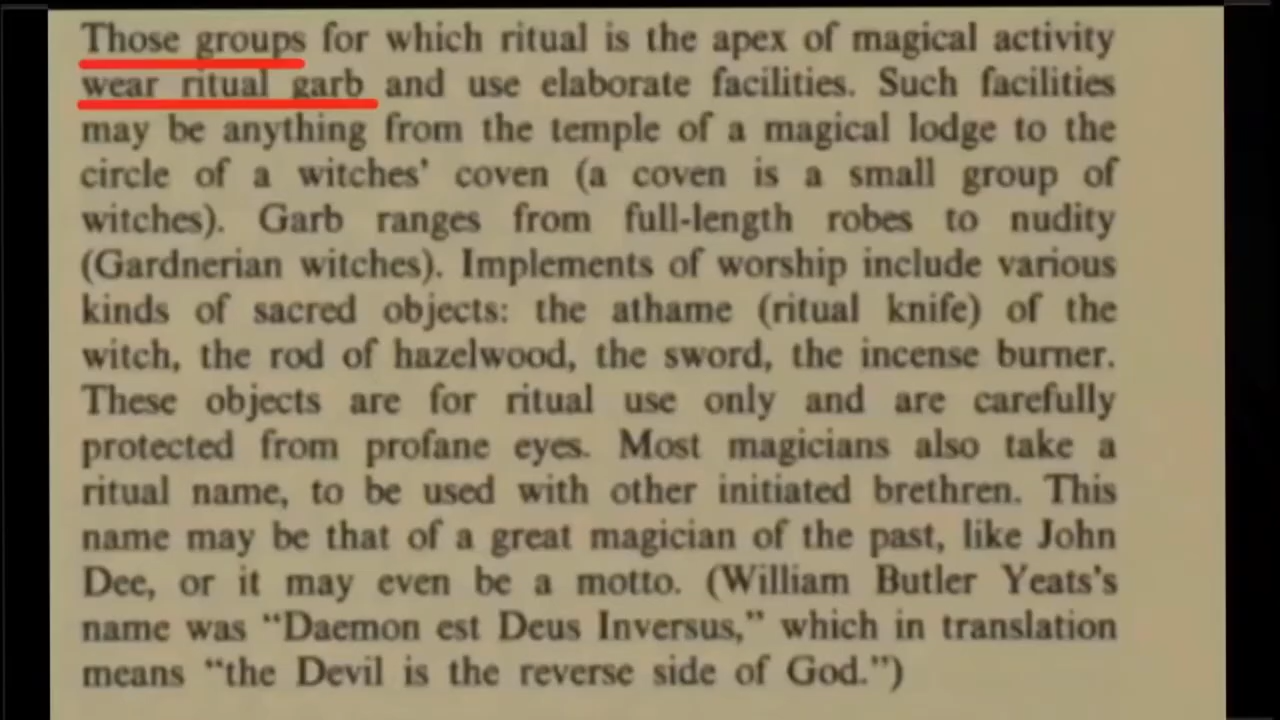 Those groups for which ritual is the apex of magical activity
wear ritual garb and use elaborate facilities. Such facilities
may be anything from the temple of a magical lodge to the
circle of a witches' coven (a coven is a small group of
witches). Garb ranges from full-length robes to nudity
(Gardnerian witches). Implements of worship include various
kinds of sacred objects: the athame (ritual knife) of the
witch, the rod of hazelwood, the sword, the incense burner.
These objects are for ritual use only and are carefully
protected from profane eyes. Most magicians also take a
ritual name, to be used with other initiated brethren. This
name may be that of a great magician of the past, like John
Dee, or it may even be a motto. (William Butler Yeats's
name was “Daemon est Deus Inversus,” which in translation
means “the Devil is the reverse side of God.”)